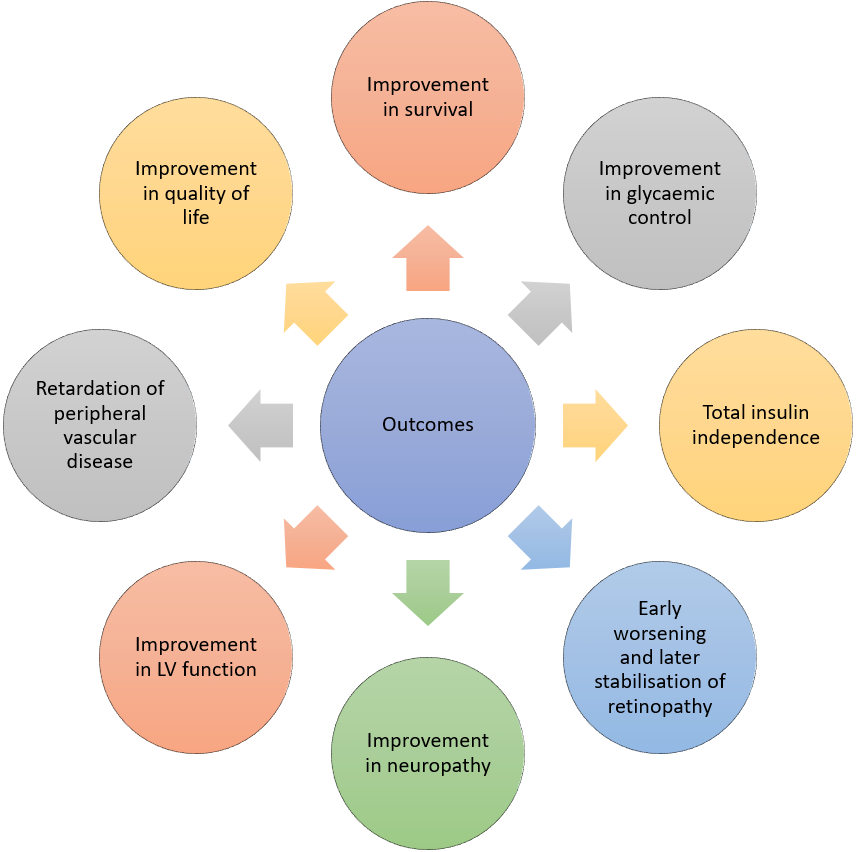 Improvement
in survival
Improvement
in glycaemic
control
Total insulin
independence
Early
worsening
and later
stabilisation of
retinopathy
Improvement
in neuropathy
Improvement
in LV function
Retardation of
peripheral
vascular
disease
Improvement
in quality of
life
Outcomes